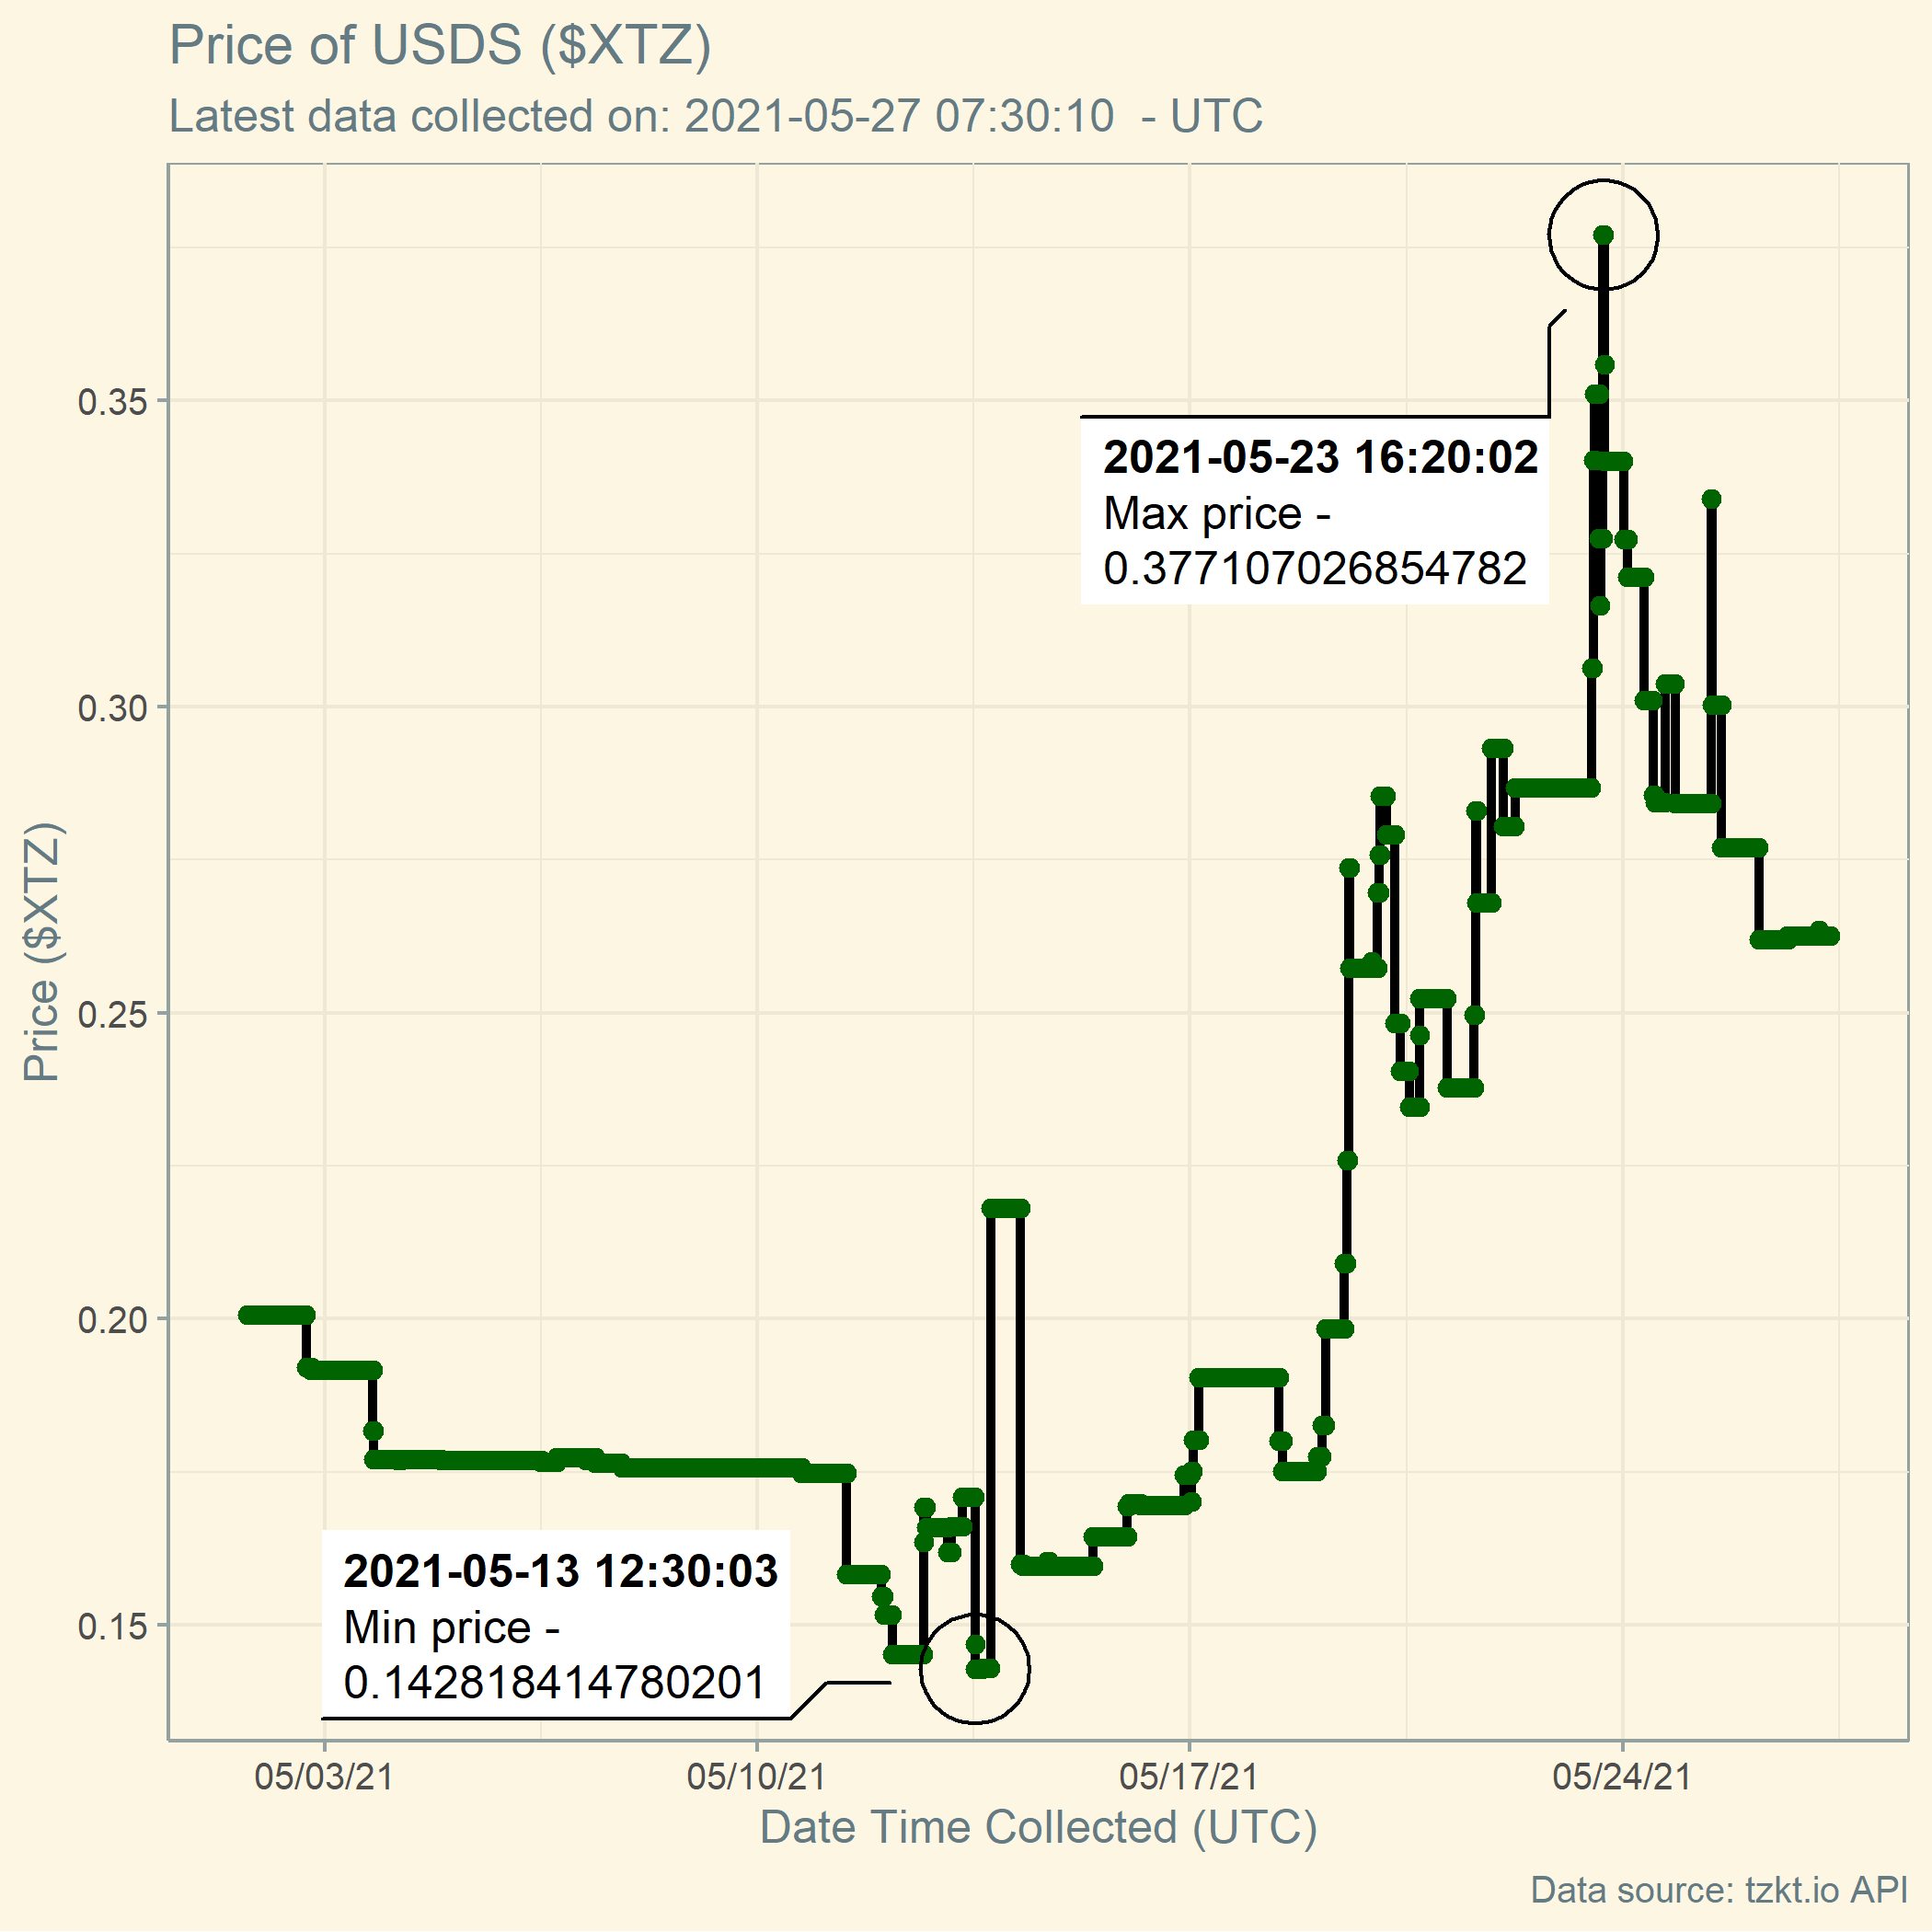 Price of USDS ($XTZ)
Latest data collected on: 2021-05-27 07:30:10  - UTC
Price ($XTZ)
0.35
0.30
0.25
0.20
0.15
2021-05-23 16:20:02
Max price -
0.377107026854782
2021-05-13 12:30:03
Min price -
0.142818414780201
05/03/21
05/10/21
05/17/21
05/24/21
Date Time Collected (UTC)
Data source: tzkt.io API